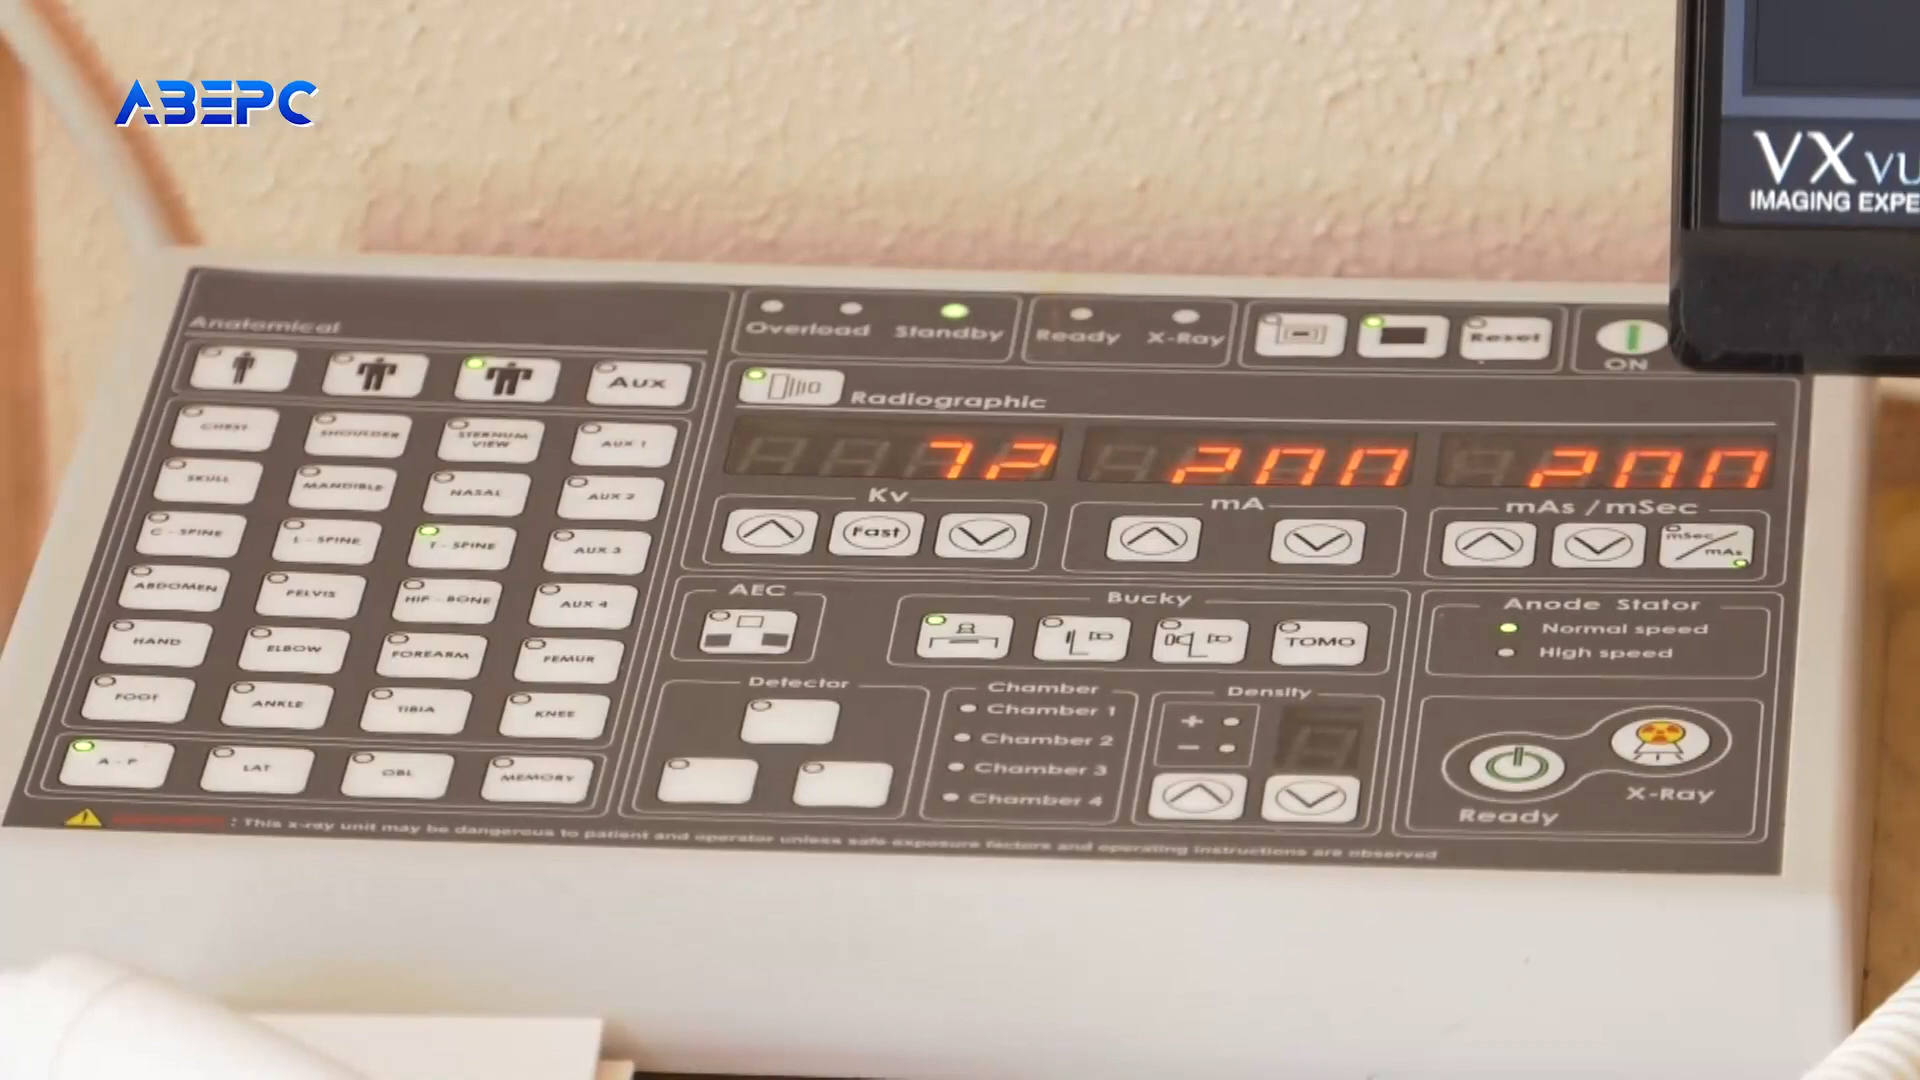 АВЕРС
VX vu
IMAGING EXPE
Anatomical
Overload Standby Ready X-Ray Reset ON
Aux
Radiographic
72 200 200
Kv mA mAs /mSec
Fast mSec mAs
CHEST SHOULDER STERNUM VIEW AUX 1
SKULL MANDIBLE NASAL AUX 2
C - SPINE L - SPINE T - SPINE AUX 3
ABDOMEN PELVIS HIP - BONE AUX 4
HAND ELBOW FOREARM FEMUR
FOOT ANKLE TIBIA KNEE
A - P LAT OBL MEMORY
AEC
Bucky
TOMO
Anode Stator
Normal speed
High speed
Detector
Chamber
Chamber 1
Chamber 2
Chamber 3
Chamber 4
Density
+
-
Ready
X-Ray
: This x-ray unit may be dangerous to patient and operator unless safe exposure factors and operating instructions are observed